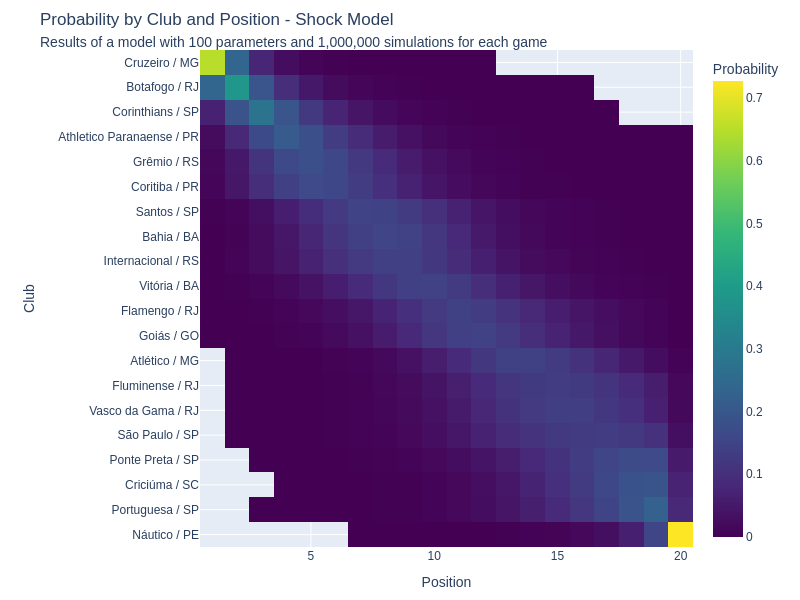 Probability by Club and Position - Shock Model
Results of a model with 100 parameters and 1,000,000 simulations for each game
Probability
Club
Cruzeiro / MG
Botafogo / RJ
Corinthians / SP
Athletico Paranaense / PR
Grêmio / RS
Coritiba / PR
Santos / SP
Bahia / BA
Internacional / RS
Vitória / BA
Flamengo / RJ
Goiás / GO
Atlético / MG
Fluminense / RJ
Vasco da Gama / RJ
São Paulo / SP
Ponte Preta / SP
Criciúma / SC
Portuguesa / SP
Náutico / PE
0.7
0.6
0.5
0.4
0.3
0.2
0.1
0
5
10
15
20
Position